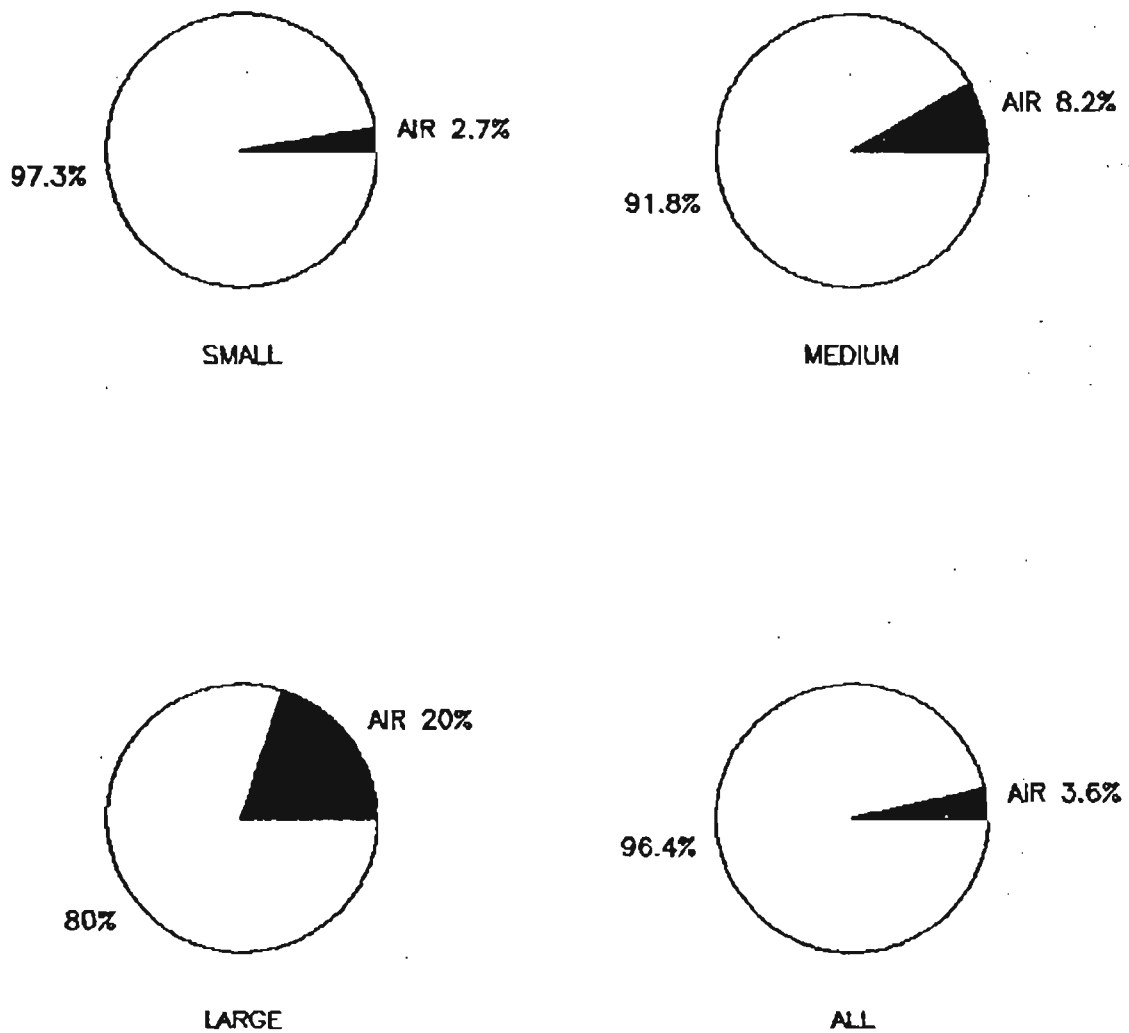 AIR 2.7%
97.3%
SMALL
AIR 8.2%
91.8%
MEDIUM
AIR 20%
80%
LARGE
AIR 3.6%
96.4%
ALL